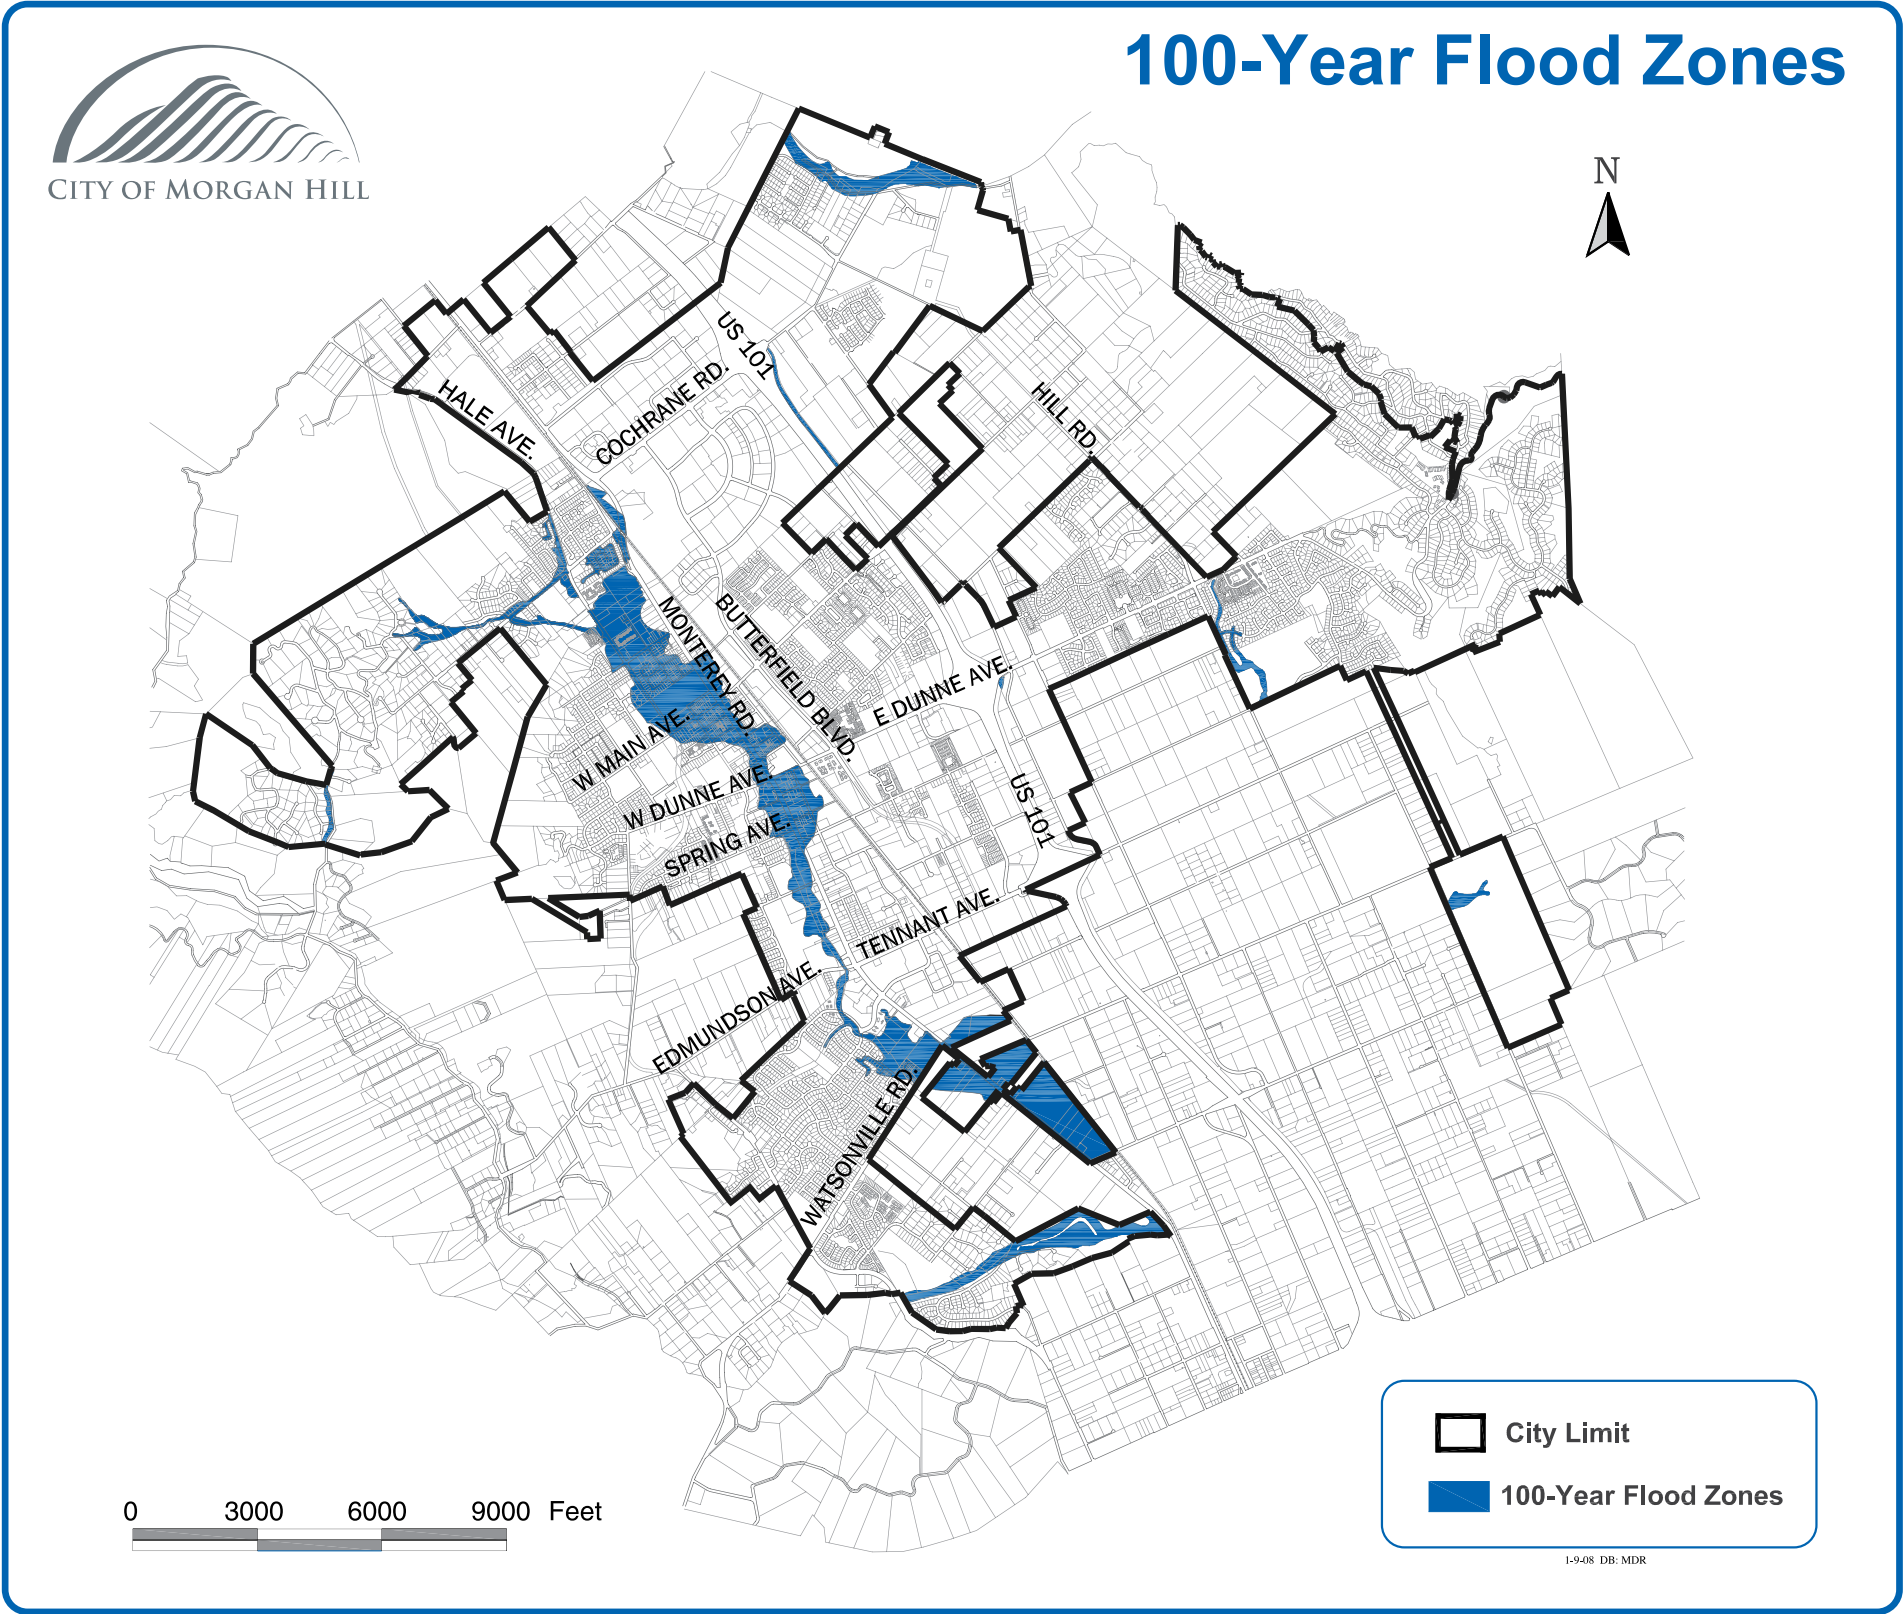 100-Year Flood Zones
CITY OF MORGAN HILL
N
US 101
HALE AVE.
COCHRANE RD.
HILL RD.
MONTEREY RD.
BUTTERFIELD BLVD.
E DUNNE AVE.
W MAIN AVE.
W DUNNE AVE.
SPRING AVE.
US 101
TENNANT AVE.
EDMUNDSON AVE.
WATSONVILLE RD.
City Limit
100-Year Flood Zones
0 3000 6000 9000 Feet
1-9-08 DB: MDR